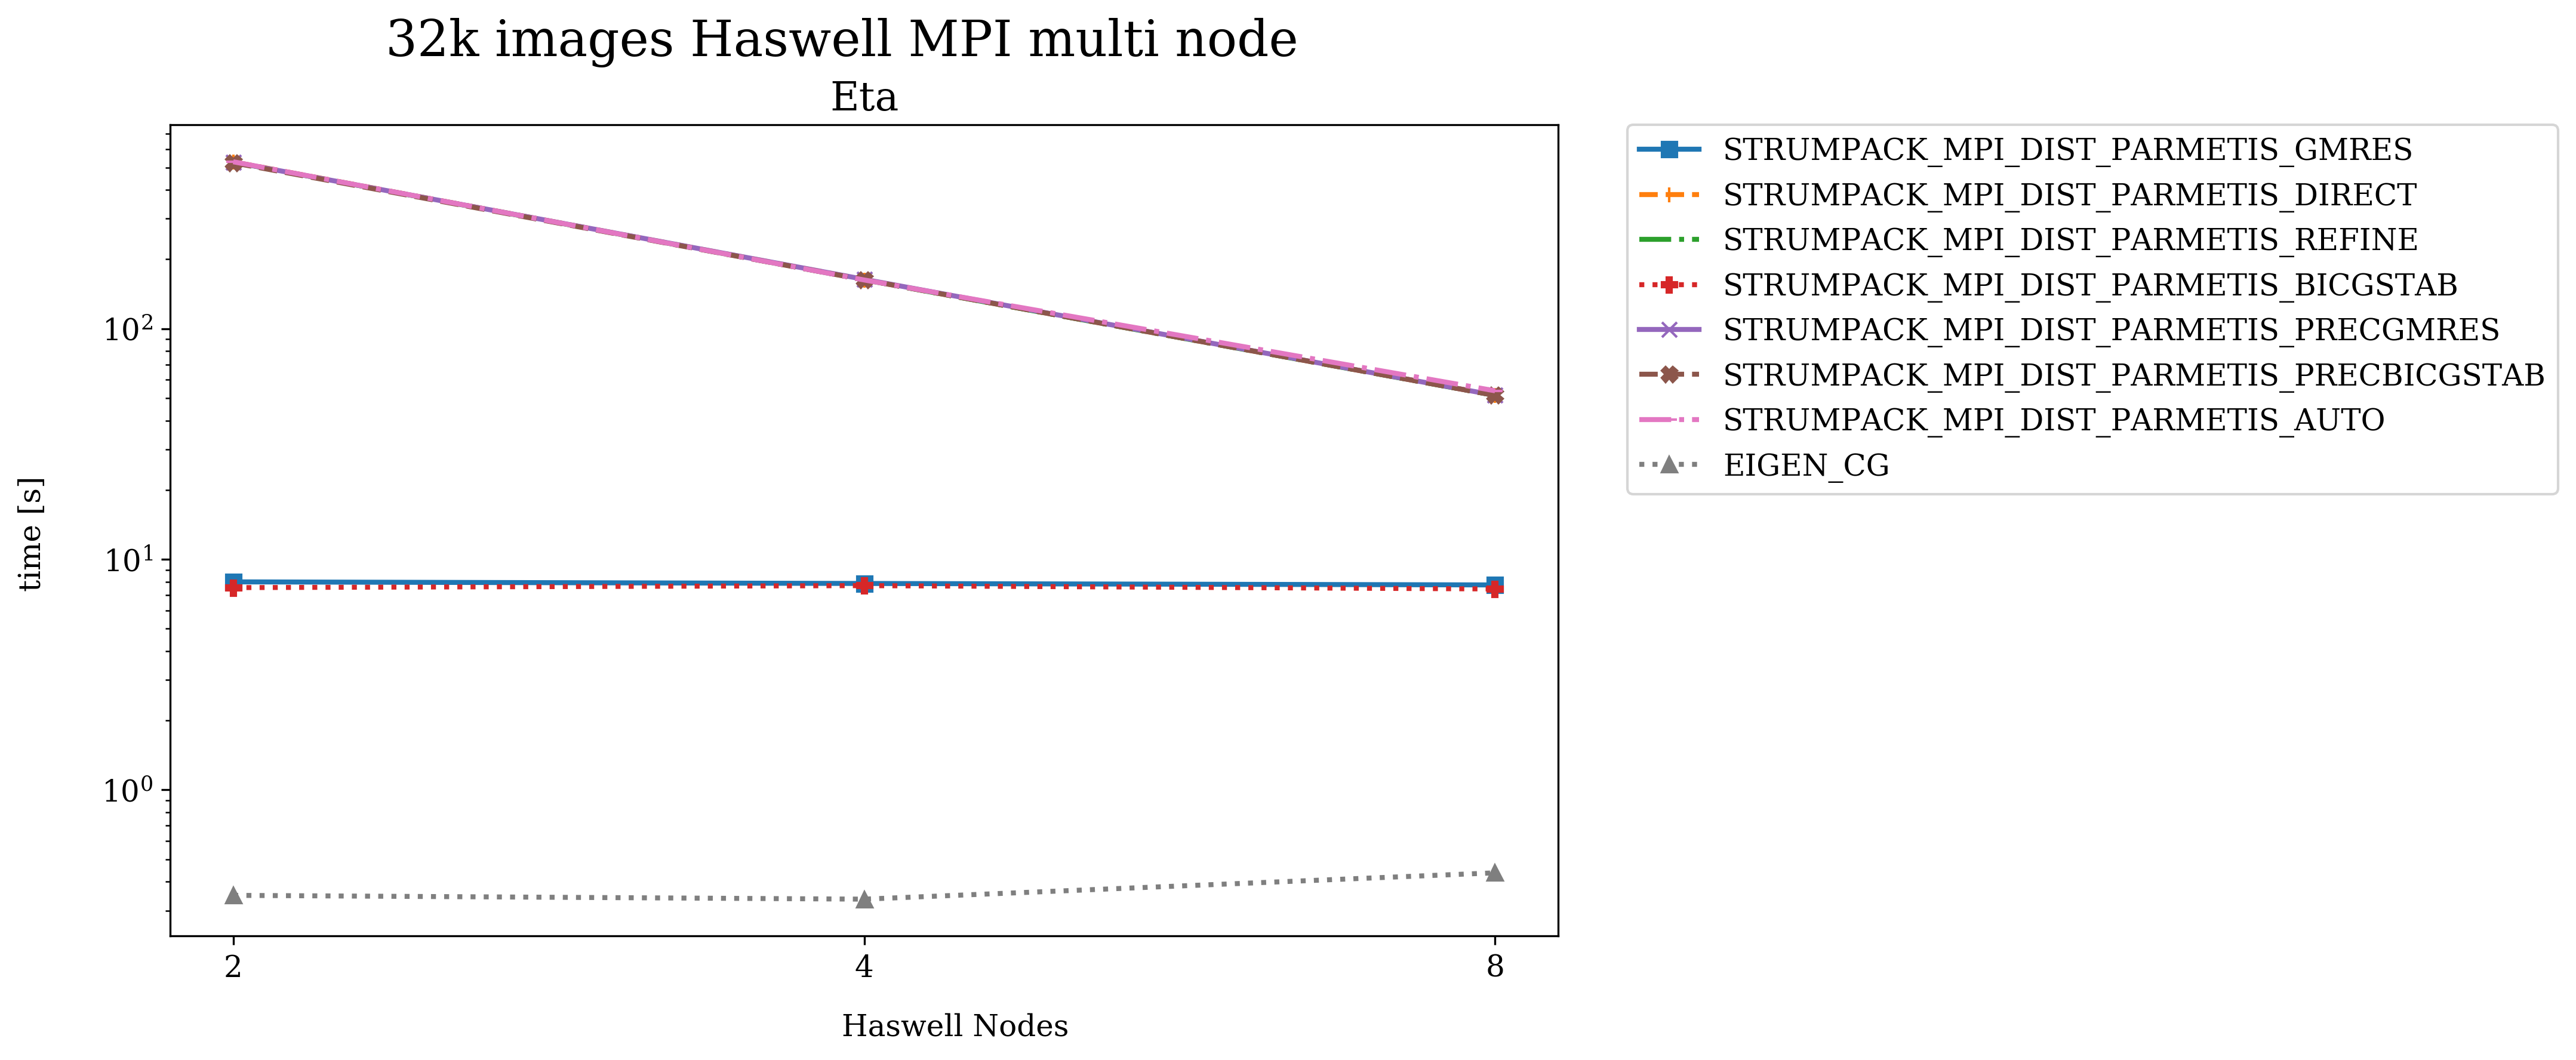 32k images Haswell MPI multi node
Eta
time [s]
10²
10¹
10⁰
2
4
8
Haswell Nodes
STRUMPACK_MPI_DIST_PARMETIS_GMRES
STRUMPACK_MPI_DIST_PARMETIS_DIRECT
STRUMPACK_MPI_DIST_PARMETIS_REFINE
STRUMPACK_MPI_DIST_PARMETIS_BICGSTAB
STRUMPACK_MPI_DIST_PARMETIS_PRECGMRES
STRUMPACK_MPI_DIST_PARMETIS_PRECBICGSTAB
STRUMPACK_MPI_DIST_PARMETIS_AUTO
EIGEN_CG